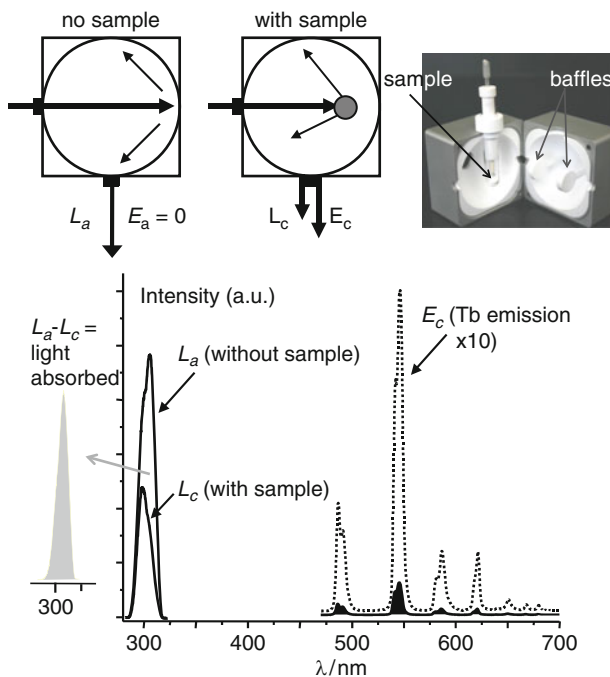 no sample
with sample
sample
baffles
L_a E_a = 0
L_c E_c
Intensity (a.u.)
L_a-L_c =
light
absorbed
L_a (without sample)
L_c (with sample)
E_c (Tb emission
x10)
300
300 400 500 600 700
λ/nm